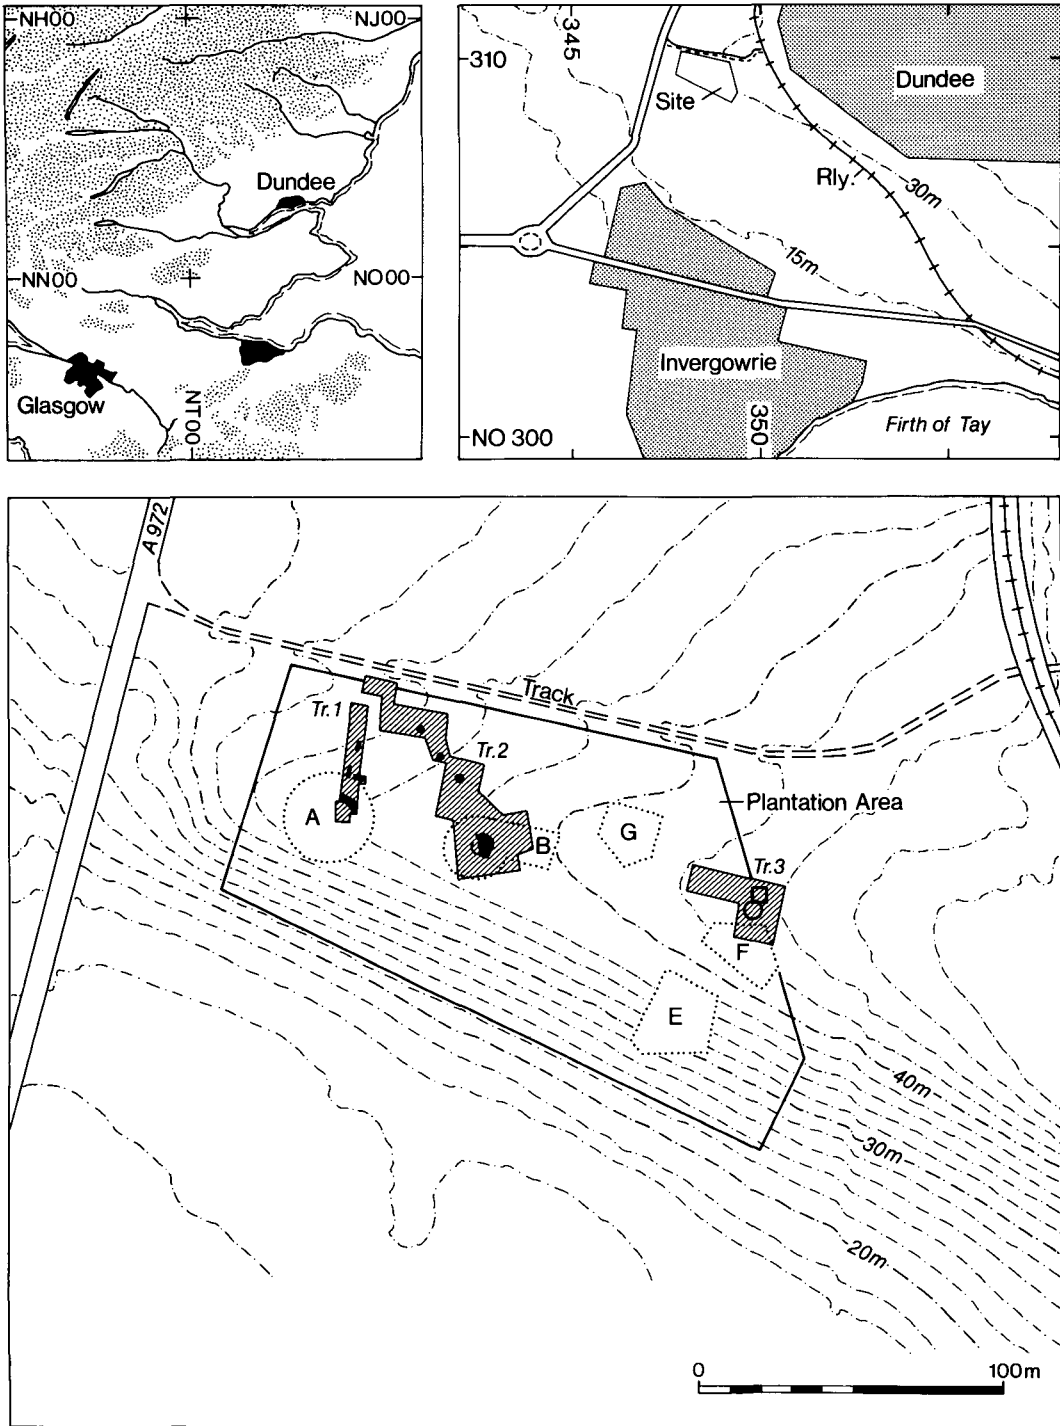 NH00
NJ00
Dundee
NN00
NO00
Glasgow
NT00
345
310
Site
Dundee
Rly.
30m
15m
Invergowrie
350
NO 300
Firth of Tay
A 972
Track
Tr.1
Tr.2
Plantation Area
A
B
G
Tr.3
F
E
40m
30m
20m
0
100m